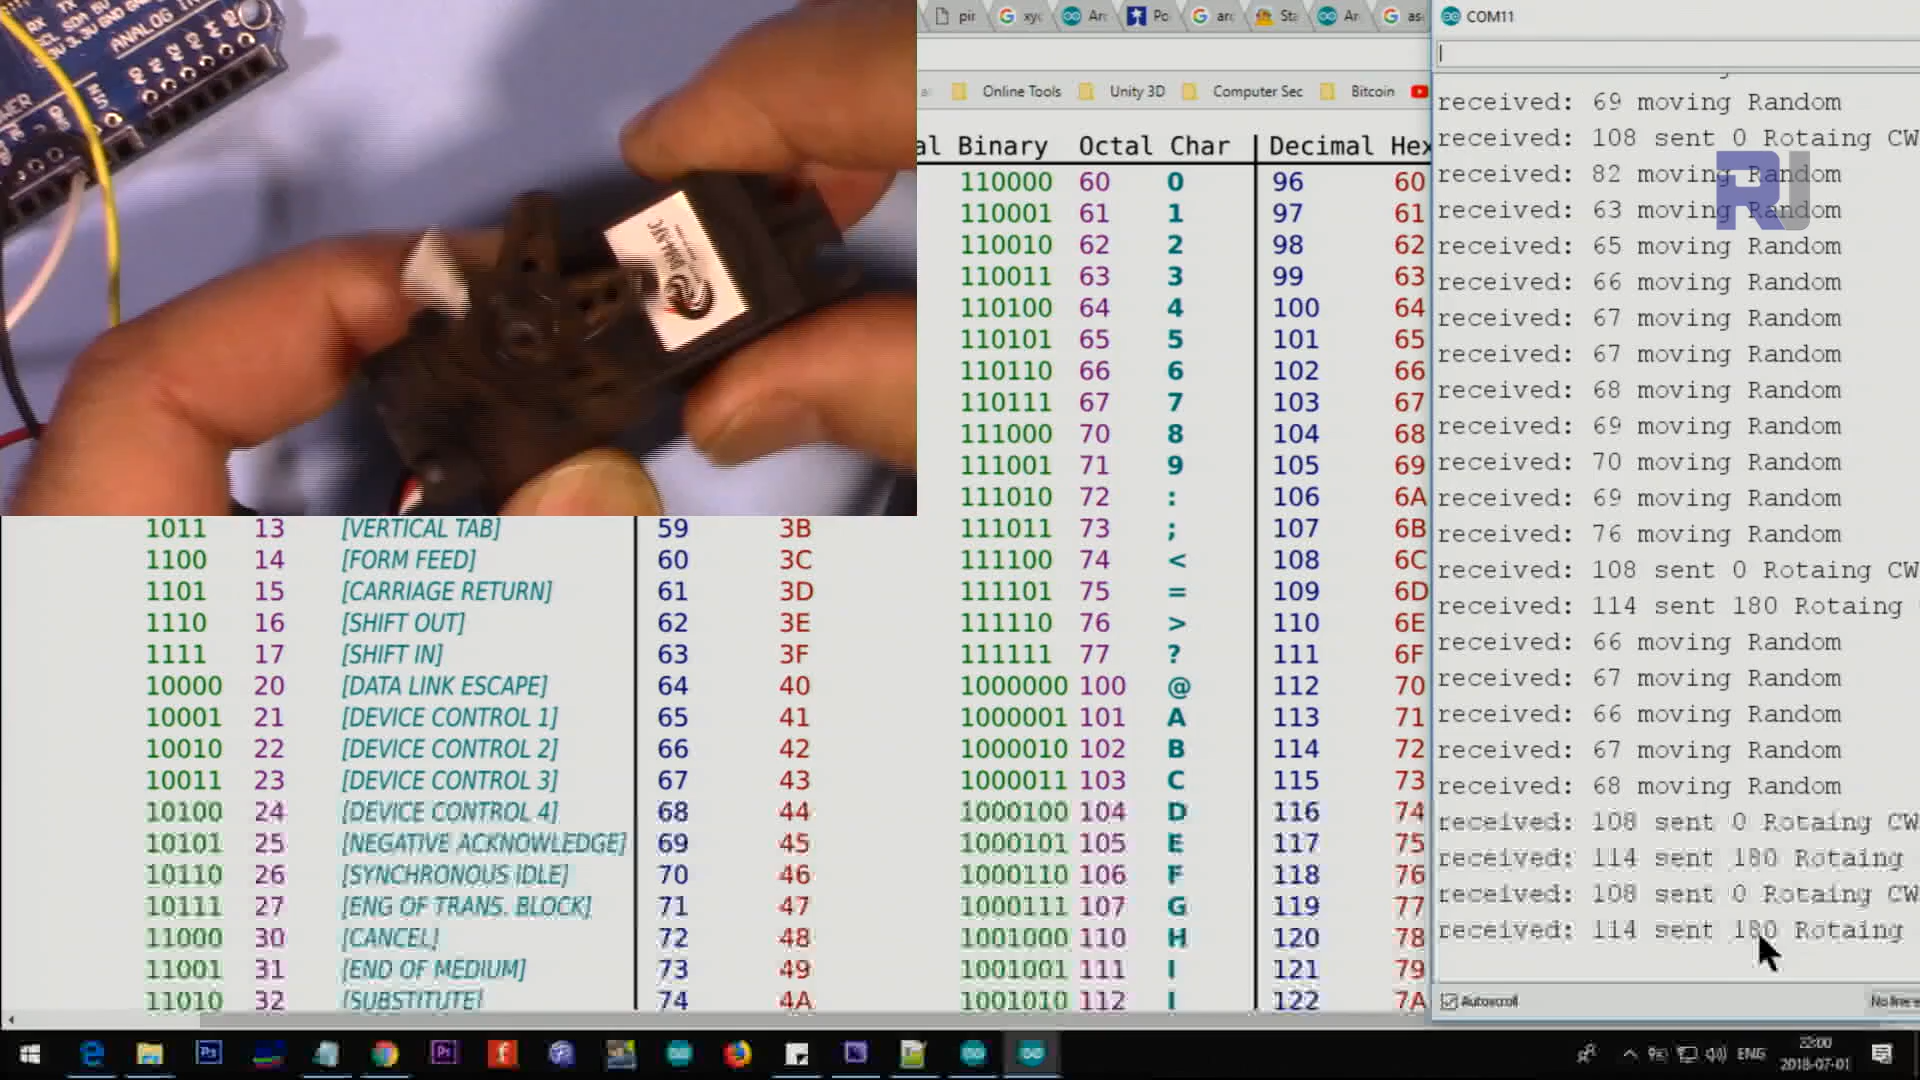 pir
xyc
Arc
Po
arc
Sta
Ar
as
COM11
Online Tools
Unity 3D
Computer Sec
Bitcoin
ANALOG IN
al Binary Octal Char Decimal Hex
110000 60 0 96 60
110001 61 1 97 61
110010 62 2 98 62
110011 63 3 99 63
110100 64 4 100 64
110101 65 5 101 65
110110 66 6 102 66
110111 67 7 103 67
111000 70 8 104 68
111001 71 9 105 69
111010 72 : 106 6A
1011 13 [VERTICAL TAB] 59 3B 111011 73 ; 107 6B
1100 14 [FORM FEED] 60 3C 111100 74 < 108 6C
1101 15 [CARRIAGE RETURN] 61 3D 111101 75 = 109 6D
1110 16 [SHIFT OUT] 62 3E 111110 76 > 110 6E
1111 17 [SHIFT IN] 63 3F 111111 77 ? 111 6F
10000 20 [DATA LINK ESCAPE] 64 40 1000000 100 @ 112 70
10001 21 [DEVICE CONTROL 1] 65 41 1000001 101 A 113 71
10010 22 [DEVICE CONTROL 2] 66 42 1000010 102 B 114 72
10011 23 [DEVICE CONTROL 3] 67 43 1000011 103 C 115 73
10100 24 [DEVICE CONTROL 4] 68 44 1000100 104 D 116 74
10101 25 [NEGATIVE ACKNOWLEDGE] 69 45 1000101 105 E 117 75
10110 26 [SYNCHRONOUS IDLE] 70 46 1000110 106 F 118 76
10111 27 [ENG OF TRANS. BLOCK] 71 47 1000111 107 G 119 77
11000 30 [CANCEL] 72 48 1001000 110 H 120 78
11001 31 [END OF MEDIUM] 73 49 1001001 111 I 121 79
11010 32 [SUBSTITUTE] 74 4A 1001010 112 J 122 7A
received: 69 moving Random
received: 108 sent 0 Rotaing CW
received: 82 moving Random
RJ
received: 63 moving Random
received: 65 moving Random
received: 66 moving Random
received: 67 moving Random
received: 67 moving Random
received: 68 moving Random
received: 69 moving Random
received: 70 moving Random
received: 69 moving Random
received: 76 moving Random
received: 108 sent 0 Rotaing CW
received: 114 sent 180 Rotaing
received: 66 moving Random
received: 67 moving Random
received: 66 moving Random
received: 67 moving Random
received: 68 moving Random
received: 108 sent 0 Rotaing CW
received: 114 sent 180 Rotaing
received: 108 sent 0 Rotaing CW
received: 114 sent 180 Rotaing
Autoscroll
No line e
ENG
22:00
2018-07-01